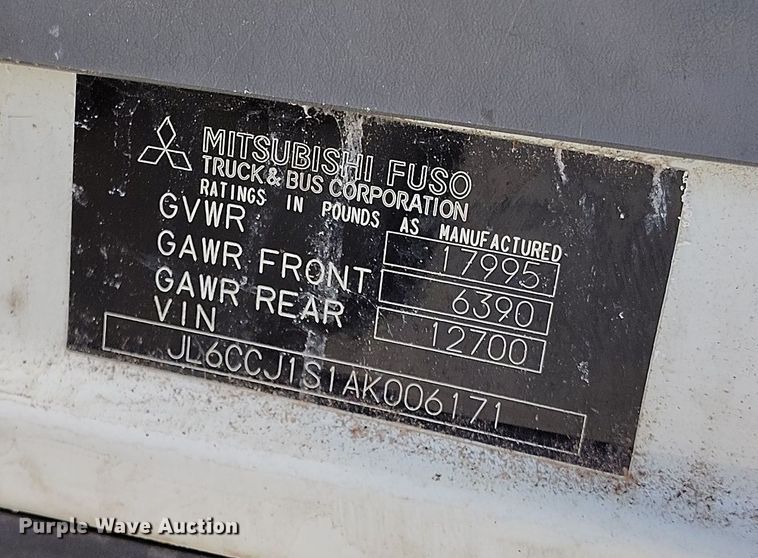 MITSUBISHI FUSO
TRUCK & BUS CORPORATION
RATINGS IN POUNDS AS MANUFACTURED
GVWR 17995
GAWR FRONT 6390
GAWR REAR 12700
VIN
JL6CCJ1S1AK006171
Purple Wave Auction